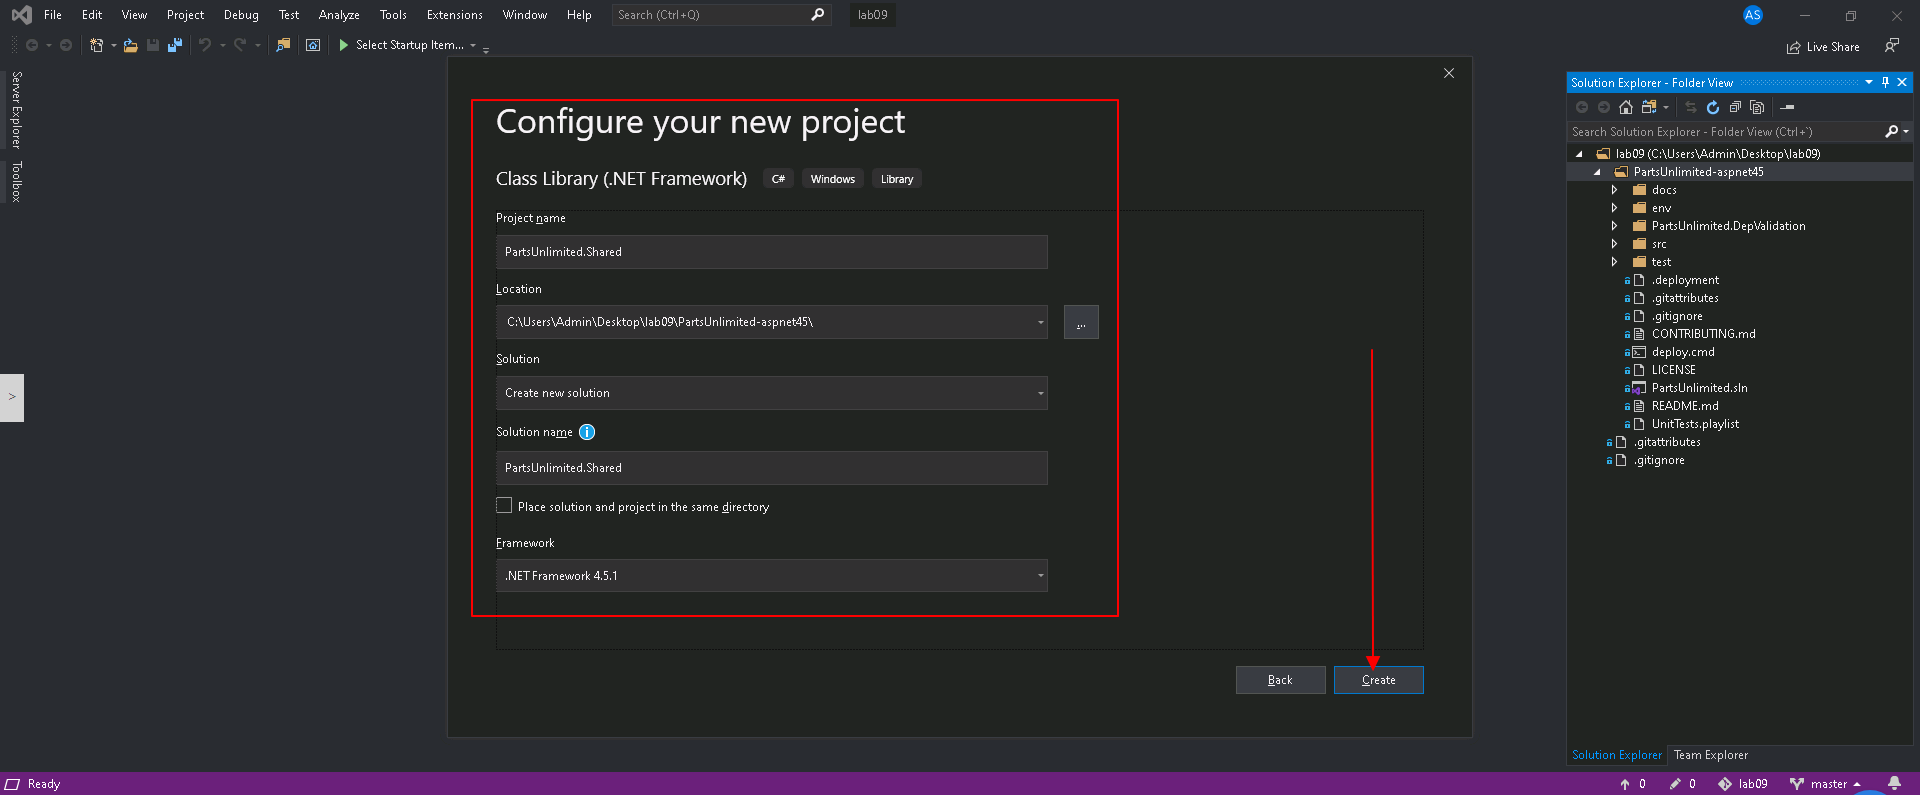 File Edit View Project Debug Test Analyze Tools Extensions Window Help Search (Ctrl+Q) lab09 AS
Select Startup Item... Live Share
Server Explorer
Toolbox
>
Configure your new project
Class Library (.NET Framework) C# Windows Library
Project name
PartsUnlimited.Shared
Location
C:\Users\Admin\Desktop\lab09\PartsUnlimited-aspnet45\
...
Solution
Create new solution
Solution name i
PartsUnlimited.Shared
Place solution and project in the same directory
Framework
.NET Framework 4.5.1
Back Create
Solution Explorer - Folder View
Search Solution Explorer - Folder View (Ctrl+`)
lab09 (C:\Users\Admin\Desktop\lab09)
PartsUnlimited-aspnet45
docs
env
PartsUnlimited.DepValidation
src
test
.deployment
.gitattributes
.gitignore
CONTRIBUTING.md
deploy.cmd
LICENSE
PartsUnlimited.sln
README.md
UnitTests.playlist
.gitattributes
.gitignore
Solution Explorer Team Explorer
Ready 0 0 lab09 master